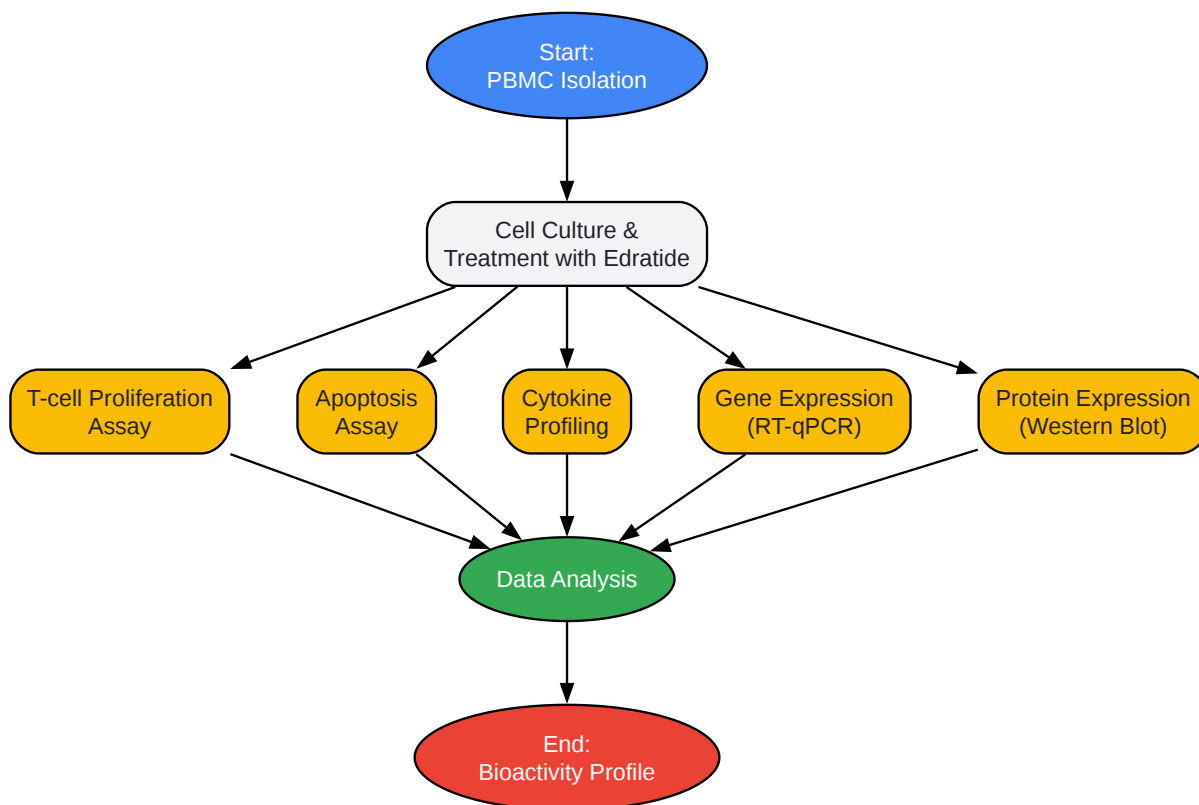 Start:
PBMC Isolation
Cell Culture &
Treatment with Edratide
T-cell Proliferation
Assay
Apoptosis
Assay
Cytokine
Profiling
Gene Expression
(RT-qPCR)
Protein Expression
(Western Blot)
Data Analysis
End:
Bioactivity Profile